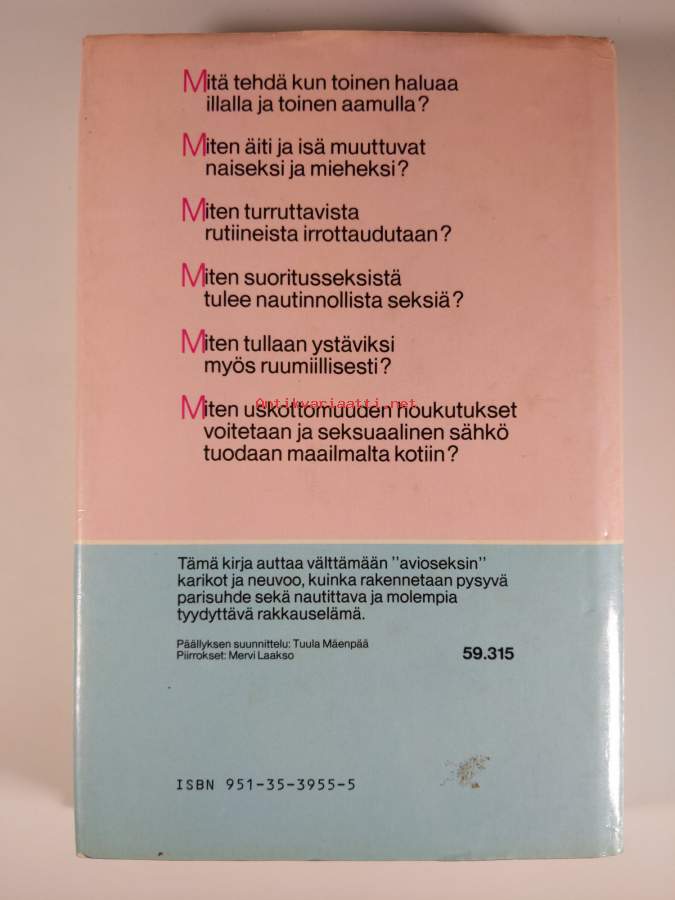 Mitä tehdä kun toinen haluaa
illalla ja toinen aamulla?
Miten äiti ja isä muuttuvat
naiseksi ja mieheksi?
Miten turruttavista
rutiineista irrottaudutaan?
Miten suoritusseksistä
tulee nautinnollista seksiä?
Miten tullaan ystäviksi
myös ruumiillisesti?
Antikvariaatti.net
Miten uskottomuuden houkutukset
voitetaan ja seksuaalinen sähkö
tuodaan maailmalta kotiin?
Tämä kirja auttaa välttämään "avioseksin"
karikot ja neuvoo, kuinka rakennetaan pysyvä
parisuhde sekä nautittava ja molempia
tyydyttävä rakkauselämä.
Päällyksen suunnittelu: Tuula Mäenpää
Piirrokset: Mervi Laakso
59.315
ISBN 951-35-3955-5